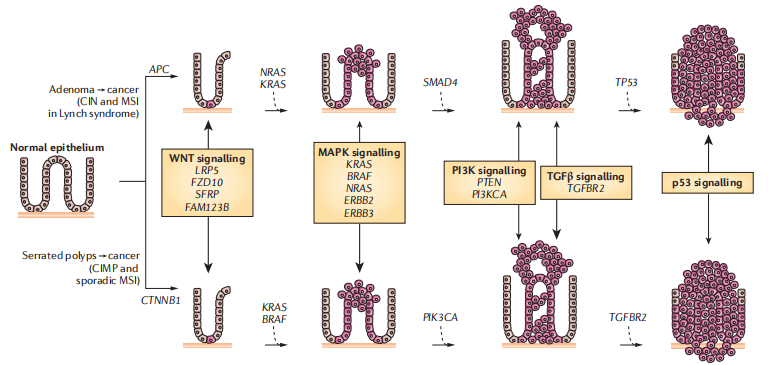 APC
NRAS
KRAS
SMAD4
TP53
Adenoma → cancer
(CIN and MSI
in Lynch syndrome)
Normal epithelium
WNT signalling
LRP5
FZD10
SFRP
FAM123B
MAPK signalling
KRAS
BRAF
NRAS
ERBB2
ERBB3
PI3K signalling
PTEN
PI3KCA
TGFβ signalling
TGFBR2
p53 signalling
Serrated polyps → cancer
(CIMP and
sporadic MSI)
CTNNB1
KRAS
BRAF
PIK3CA
TGFBR2